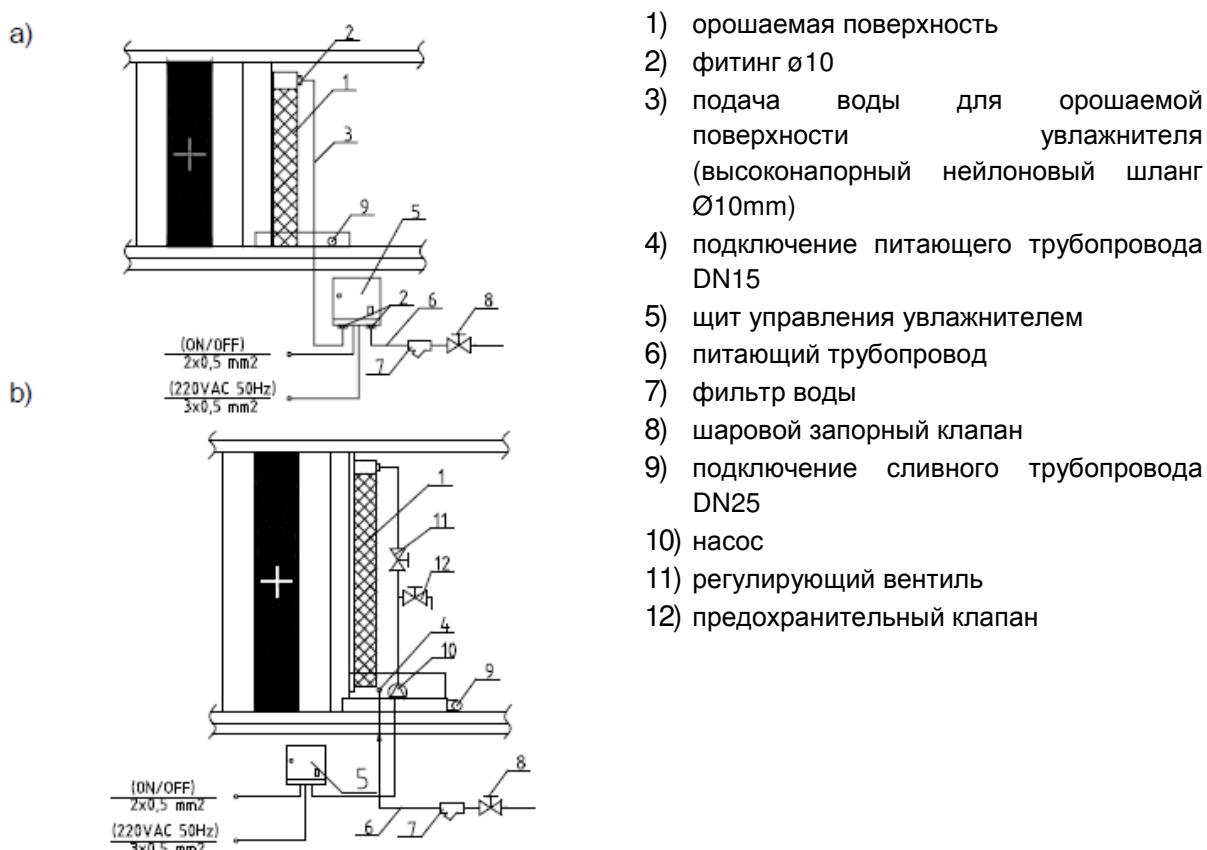 a)
2
1
3
9
5
2
6
8
7
(ON/OFF)
2x0,5 mm2
(220VAC 50Hz)
3x0,5 mm2
b)
1
11
12
4
10
9
5
8
6
7
(ON/OFF)
2x0,5 mm2
(220VAC 50Hz)
3x0,5 mm2
1) орошаемая поверхность
2) фитинг ø10
3) подача воды для орошаемой
поверхности увлажнителя
(высоконапорный нейлоновый шланг
Ø10mm)
4) подключение питающего трубопровода
DN15
5) щит управления увлажнителем
6) питающий трубопровод
7) фильтр воды
8) шаровой запорный клапан
9) подключение сливного трубопровода
DN25
10) насос
11) регулирующий вентиль
12) предохранительный клапан